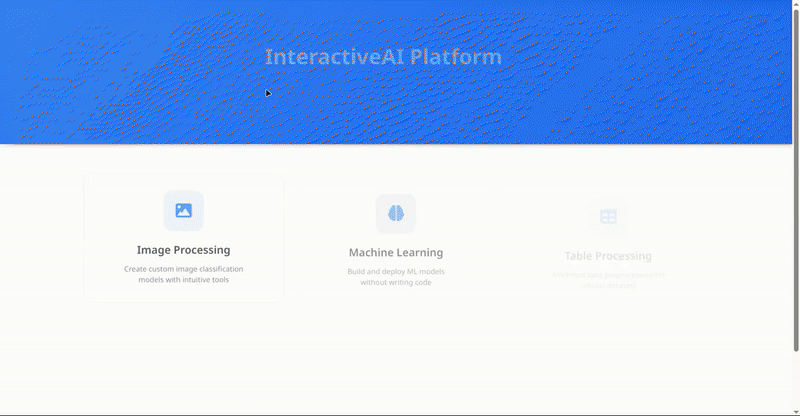 InteractiveAI Platform
Image Processing
Create custom image classification
models with intuitive tools
Machine Learning
Build and deploy ML models
without writing code
Table Processing